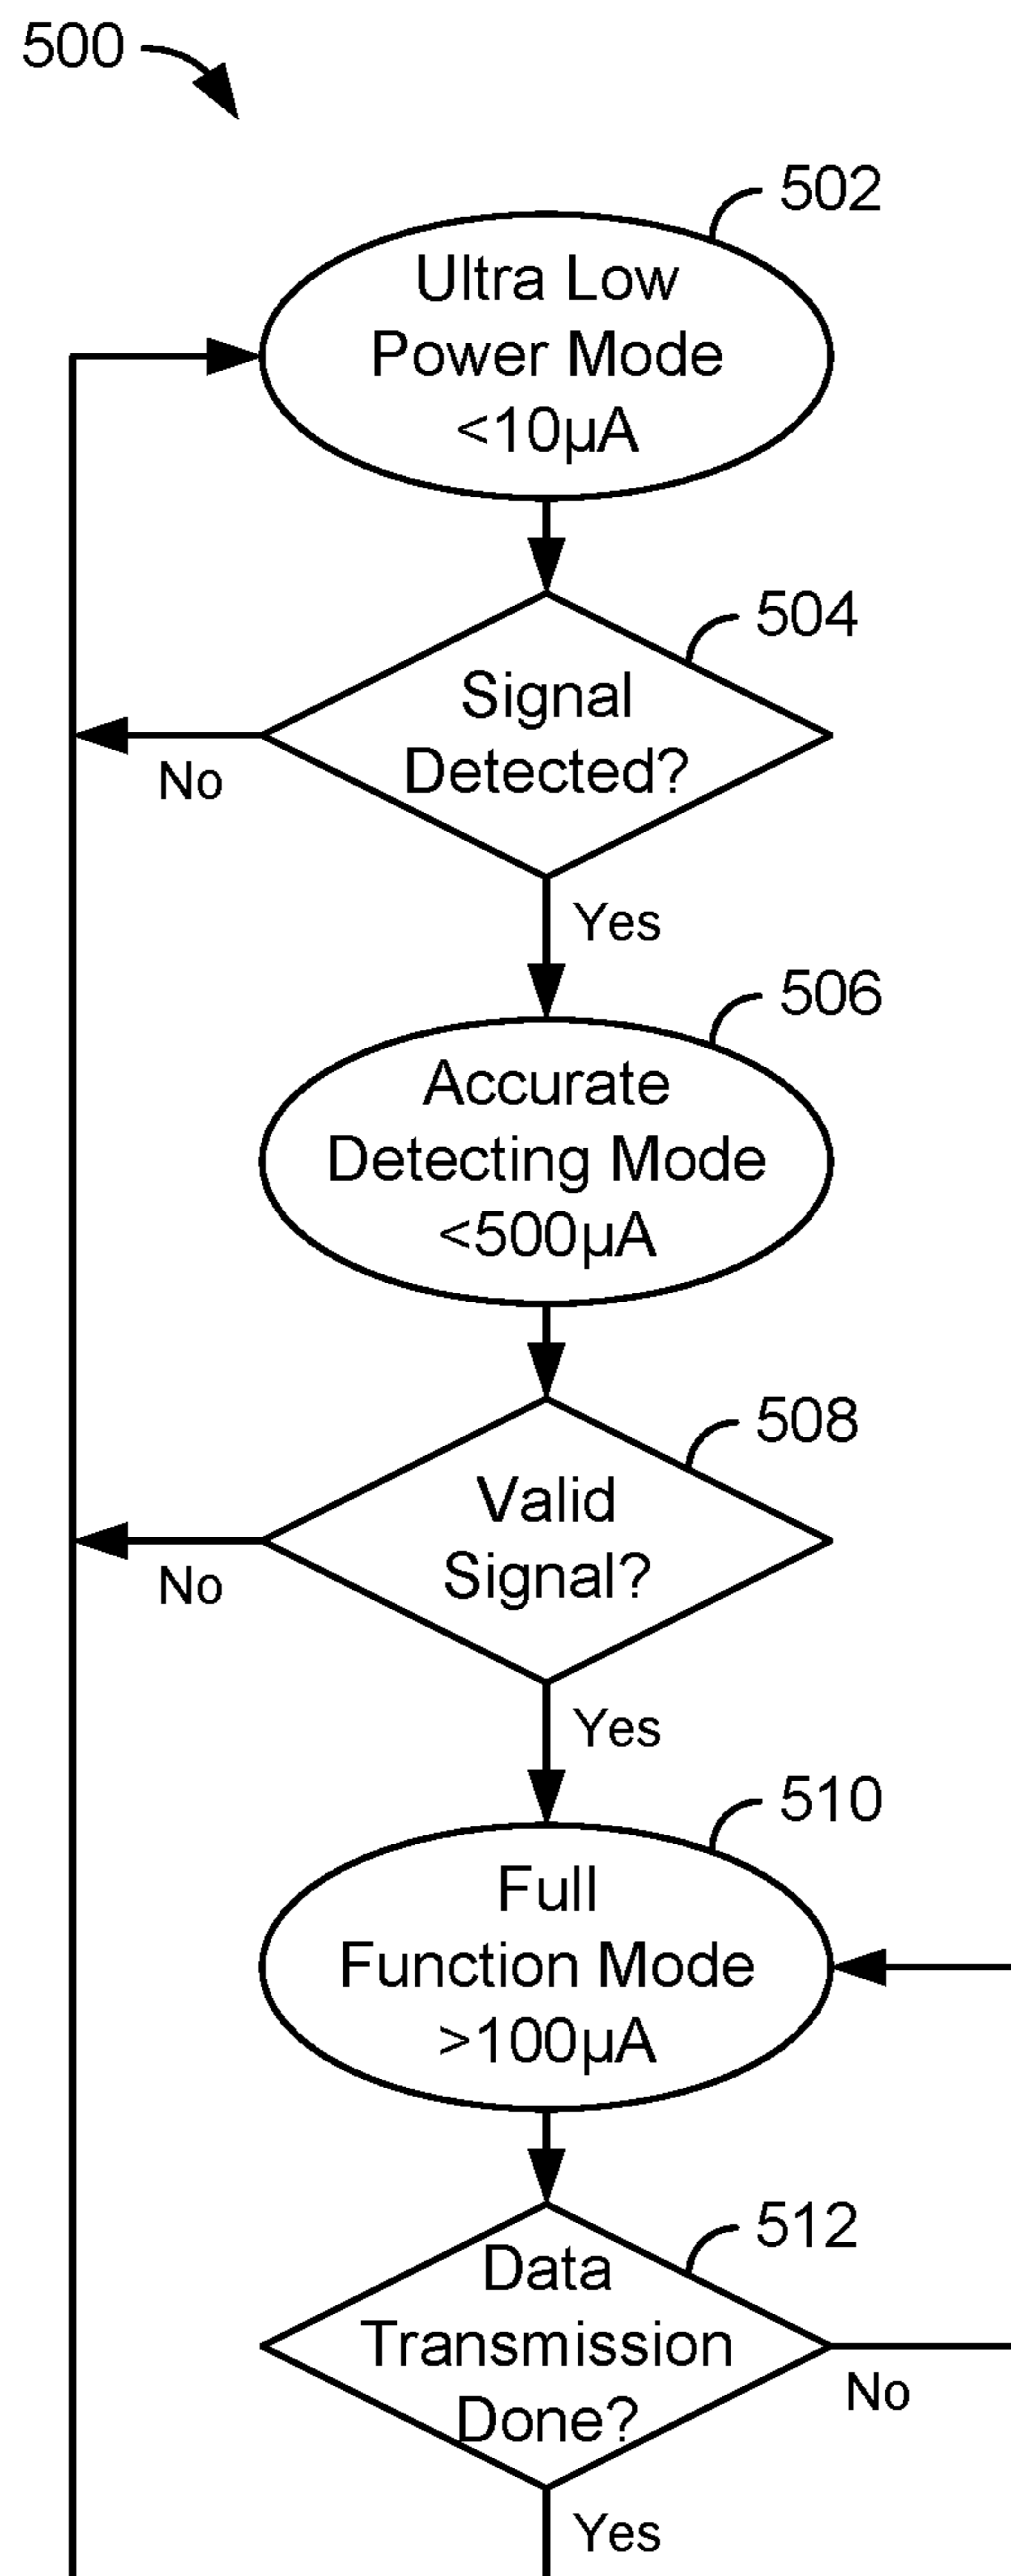 500
502
Ultra Low
Power Mode
<10µA
504
Signal
Detected?
No
Yes
506
Accurate
Detecting Mode
<500µA
508
Valid
Signal?
No
Yes
510
Full
Function Mode
>100µA
512
Data
Transmission
Done?
No
Yes